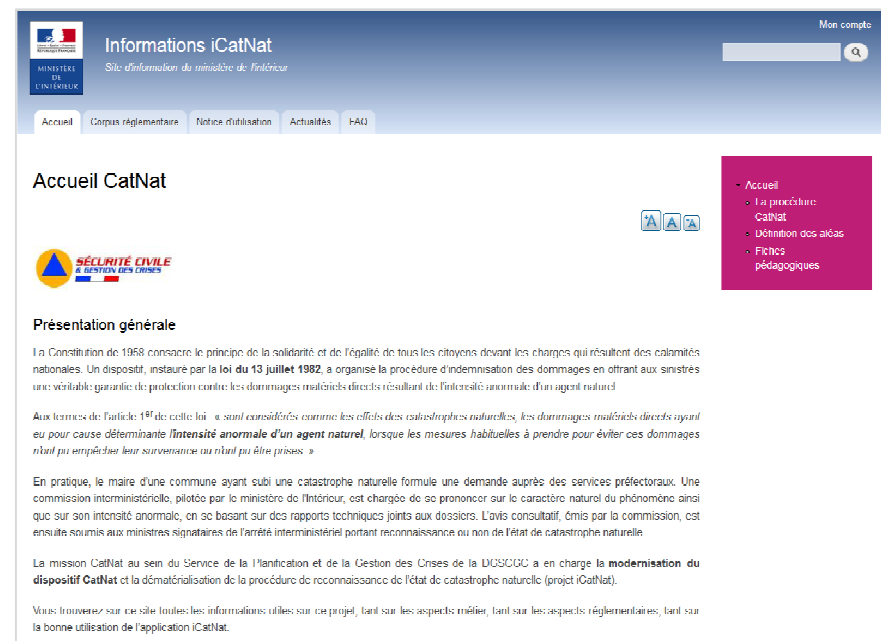 Mon compte
Informations iCatNat
Site d'information du ministère de l'intérieur
MINISTÈRE
DE
L'INTÉRIEUR
Accueil Corpus réglementaire Notice d'utilisation Actualités FAQ
Accueil CatNat
+A A -A
SÉCURITÉ CIVILE
& GESTION DES CRISES
Présentation générale
La Constitution de 1958 consacre le principe de la solidarité et de l'égalité de tous les citoyens devant les charges qui résultent des calamités
nationales. Un dispositif, instauré par la loi du 13 juillet 1982, a organisé la procédure d'indemnisation des dommages en offrant aux sinistrés
une véritable garantie de protection contre les dommages matériels directs résultant de l'intensité anormale d'un agent naturel
Aux termes de l'article 1er de cette loi « sont considérés comme les effets des catastrophes naturelles, les dommages matériels directs ayant
eu pour cause déterminante l'intensité anormale d'un agent naturel, lorsque les mesures habituelles à prendre pour éviter ces dommages
n'ont pu empêcher leur survenance ou n'ont pu être prises »
En pratique, le maire d'une commune ayant subi une catastrophe naturelle formule une demande auprès des services préfectoraux. Une
commission interministérielle, pilotée par le ministère de l'Intérieur, est chargée de se prononcer sur le caractère naturel du phénomène ainsi
que sur son intensité anormale, en se basant sur des rapports techniques joints aux dossiers. L'avis consultatif, émis par la commission, est
ensuite soumis aux ministres signataires de l'arrêté interministériel portant reconnaissance ou non de l'état de catastrophe naturelle
La mission CatNat au sein du Service de la Planification et de la Gestion des Crises de la DGSCGC a en charge la modernisation du
dispositif CatNat et la dématérialisation de la procédure de reconnaissance de l'état de catastrophe naturelle (projet iCatNat).
Vous trouverez sur ce site toutes les informations utiles sur ce projet, tant sur les aspects métier, tant sur les aspects réglementaires, tant sur
la bonne utilisation de l'application iCatNat.
Accueil
La procédure
CatNat
Définition des aléas
Fiches
pédagogiques